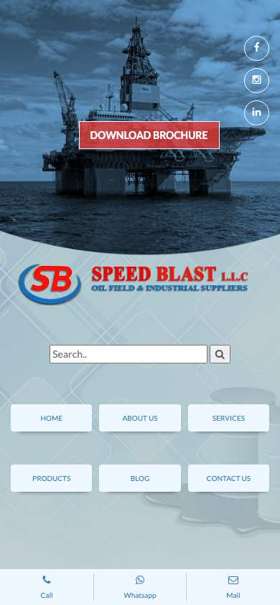 DOWNLOAD BROCHURE
SB
SPEED BLAST L.L.C
OIL FIELD & INDUSTRIAL SUPPLIERS
Search..
HOME
ABOUT US
SERVICES
PRODUCTS
BLOG
CONTACT US
Call
Whatsapp
Mail